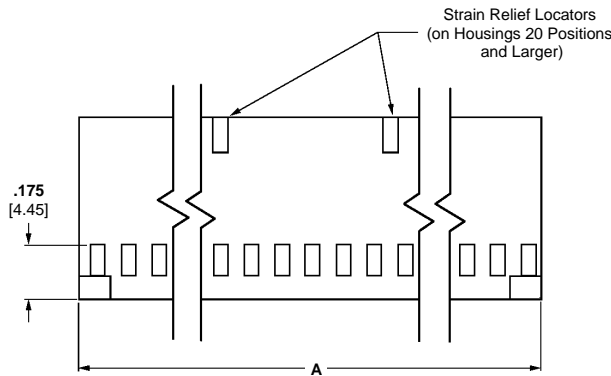 Strain Relief Locators
(on Housings 20 Positions
and Larger)
.175
[4.45]
A